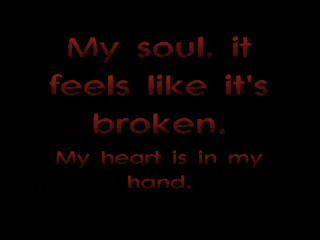 My soul. it
feels like it's
broken.
My heart is in my
hand.